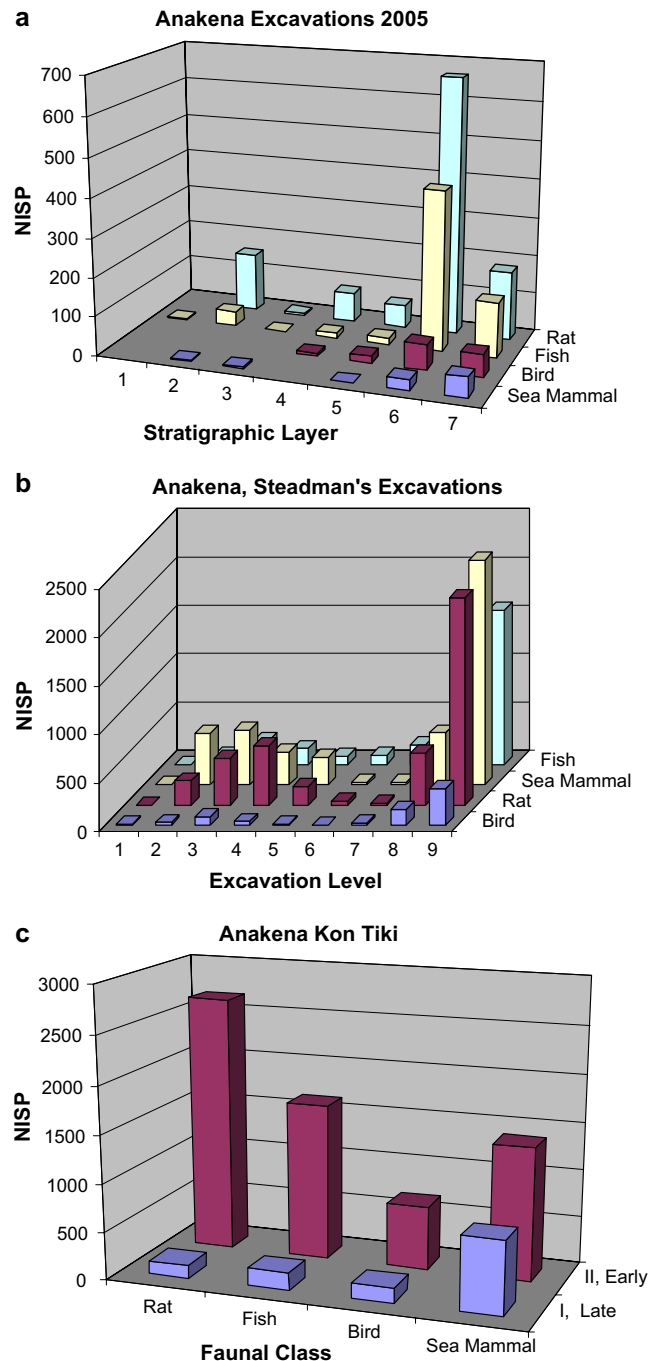 a
Anakena Excavations 2005
700
600
500
400
300
200
100
0
NISP
1 2 3 4 5 6 7
Stratigraphic Layer
Rat
Fish
Bird
Sea Mammal
b
Anakena, Steadman's Excavations
2500
2000
1500
1000
500
0
NISP
1 2 3 4 5 6 7 8 9
Excavation Level
Fish
Sea Mammal
Rat
Bird
c
Anakena Kon Tiki
3000
2500
2000
1500
1000
500
0
NISP
Rat
Fish
Bird
Sea Mammal
Faunal Class
II, Early
I, Late